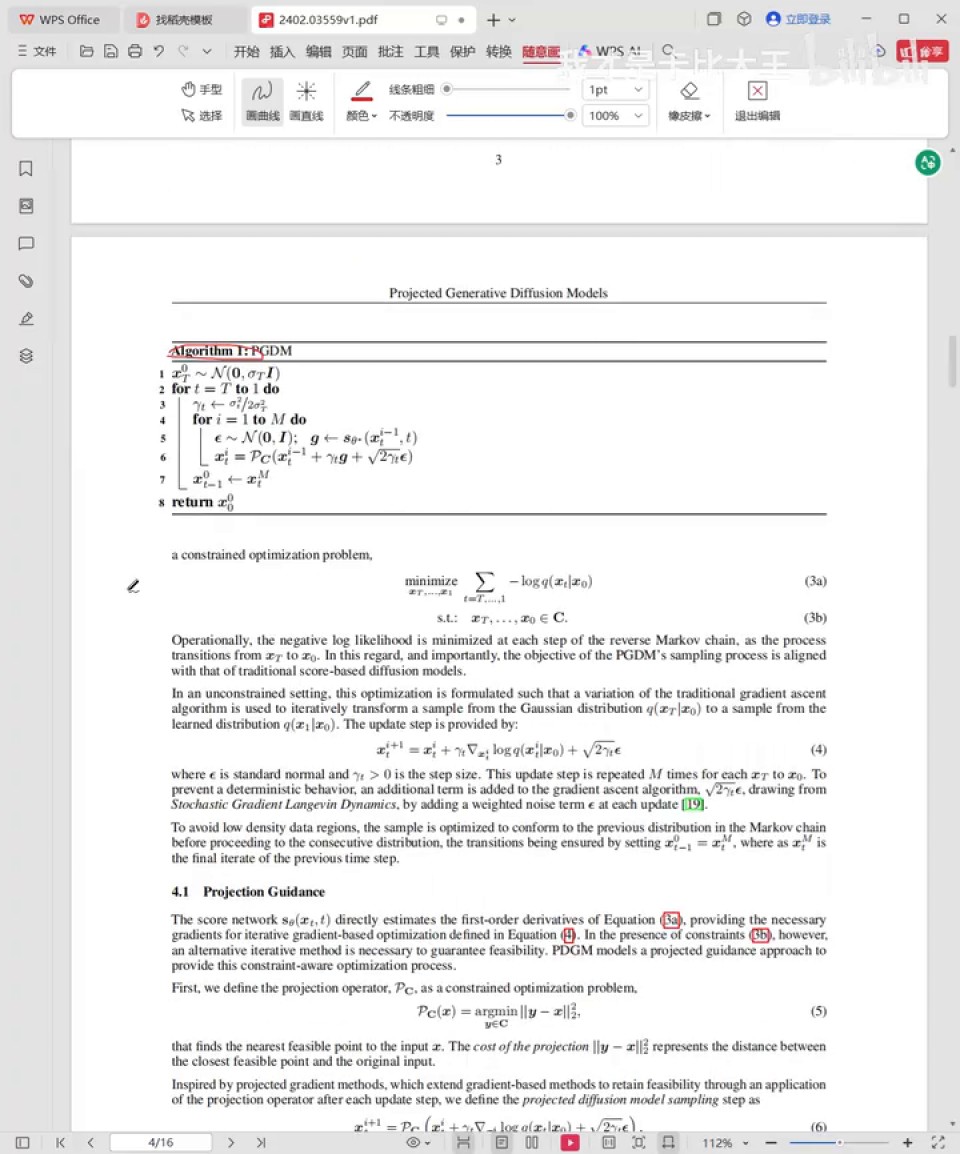 WPS Office
找稻壳模板
2402.03559v1.pdf
立即登录
文件
开始 插入 编辑 页面 批注 工具 保护 转换 随意画 WPS AI
分享
我不是卡比大王 bilibili
手型
选择
画曲线
画直线
颜色
线条粗细
1pt
不透明度
100%
橡皮擦
退出编辑
3
Projected Generative Diffusion Models
Algorithm 1: PGDM
1 x_T^0 ∼ N(0, σ_T I)
2 for t = T to 1 do
3 γ_t ← σ_t^2/2σ_T^2
4 for i = 1 to M do
5 ϵ ∼ N(0, I); g ← s_θ*(x_t^{i−1}, t)
6 x_t^i = P_C(x_t^{i−1} + γ_t g + √2γ_t ϵ)
7 x_{t−1}^0 ← x_t^M
8 return x_0^0
a constrained optimization problem,
minimize_{x_T,...,x_1} ∑_{t=T,...,1} − log q(x_t|x_0) (3a)
s.t.: x_T, . . . , x_0 ∈ C. (3b)
Operationally, the negative log likelihood is minimized at each step of the reverse Markov chain, as the process
transitions from x_T to x_0. In this regard, and importantly, the objective of the PGDM's sampling process is aligned
with that of traditional score-based diffusion models.
In an unconstrained setting, this optimization is formulated such that a variation of the traditional gradient ascent
algorithm is used to iteratively transform a sample from the Gaussian distribution q(x_T|x_0) to a sample from the
learned distribution q(x_1|x_0). The update step is provided by:
x_t^{i+1} = x_t^i + γ_t ∇_{x_t^i} log q(x_t^i|x_0) + √2γ_t ϵ (4)
where ϵ is standard normal and γ_t > 0 is the step size. This update step is repeated M times for each x_T to x_0. To
prevent a deterministic behavior, an additional term is added to the gradient ascent algorithm, √2γ_t ϵ, drawing from
Stochastic Gradient Langevin Dynamics, by adding a weighted noise term ϵ at each update [19].
To avoid low density data regions, the sample is optimized to conform to the previous distribution in the Markov chain
before proceeding to the consecutive distribution, the transitions being ensured by setting x_{t−1}^0 = x_t^M, where as x_t^M is
the final iterate of the previous time step.
4.1 Projection Guidance
The score network s_θ(x_t, t) directly estimates the first-order derivatives of Equation (3a), providing the necessary
gradients for iterative gradient-based optimization defined in Equation (4). In the presence of constraints (3b), however,
an alternative iterative method is necessary to guarantee feasibility. PDGM models a projected guidance approach to
provide this constraint-aware optimization process.
First, we define the projection operator, P_C, as a constrained optimization problem,
P_C(x) = argmin_{y∈C} ||y − x||_2^2, (5)
that finds the nearest feasible point to the input x. The cost of the projection ||y − x||_2^2 represents the distance between
the closest feasible point and the original input.
Inspired by projected gradient methods, which extend gradient-based methods to retain feasibility through an application
of the projection operator after each update step, we define the projected diffusion model sampling step as
x_t^{i+1} = P_C (x_t^i + γ_t ∇_{x_t^i} log q(x_t^i|x_0) + √2γ_t ϵ), (6)
4/16
112%